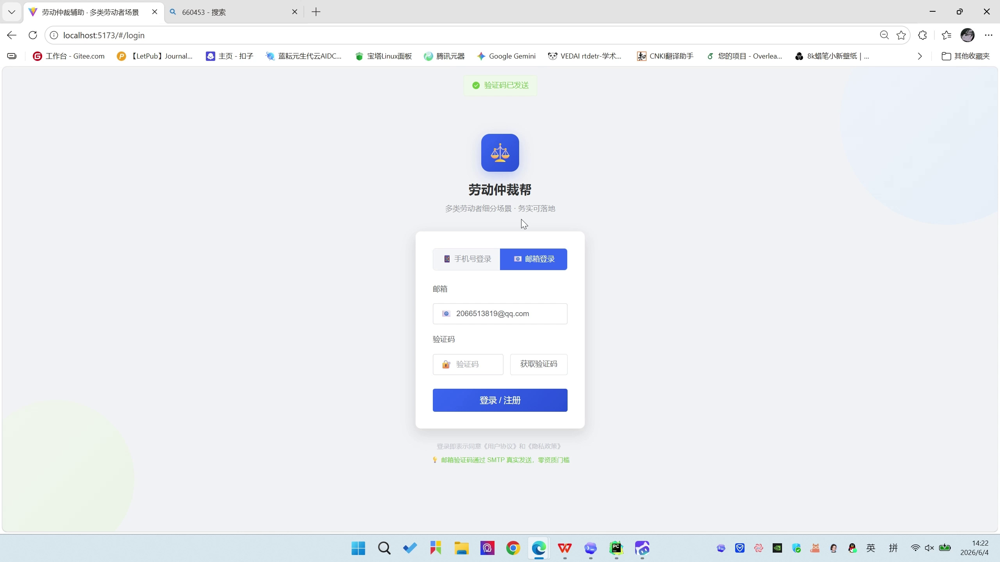 劳动仲裁辅助 · 多类劳动者场景
660453 - 搜索
localhost:5173/#/login
工作台 - Gitee.com
【LetPub】Journal...
主页 - 扣子
蓝耘元生代云AIDC...
宝塔Linux面板
腾讯元器
Google Gemini
VEDAI rtdetr-学术...
CNKI翻译助手
您的项目 - Overlea...
8k蜡笔小新壁纸 | ...
其他收藏夹
验证码已发送
劳动仲裁帮
多类劳动者细分场景 · 务实可落地
手机号登录
邮箱登录
邮箱
2066513819@qq.com
验证码
验证码
获取验证码
登录 / 注册
登录即表示同意《用户协议》和《隐私政策》
邮箱验证码通过 SMTP 真实发送，零资质门槛
英
拼
14:22
2026/6/4